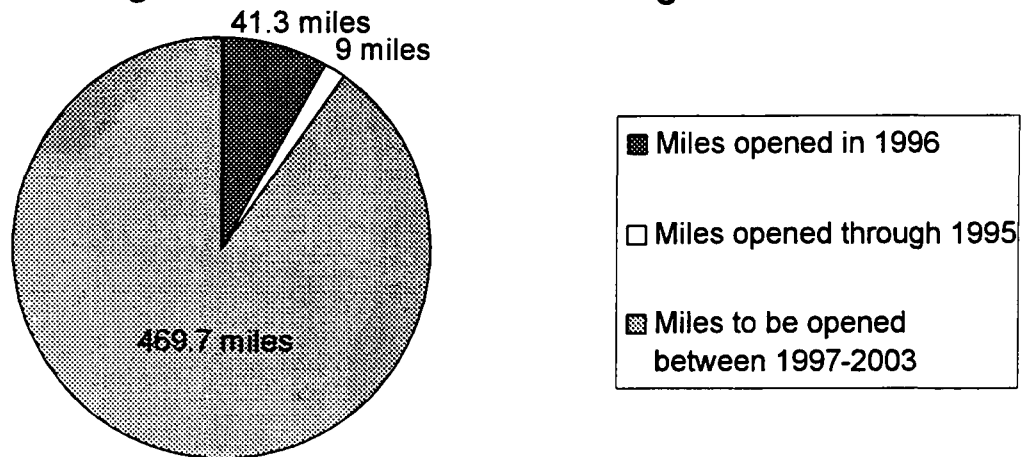 41.3 miles
9 miles
469.7 miles
Miles opened in 1996
Miles opened through 1995
Miles to be opened
between 1997-2003